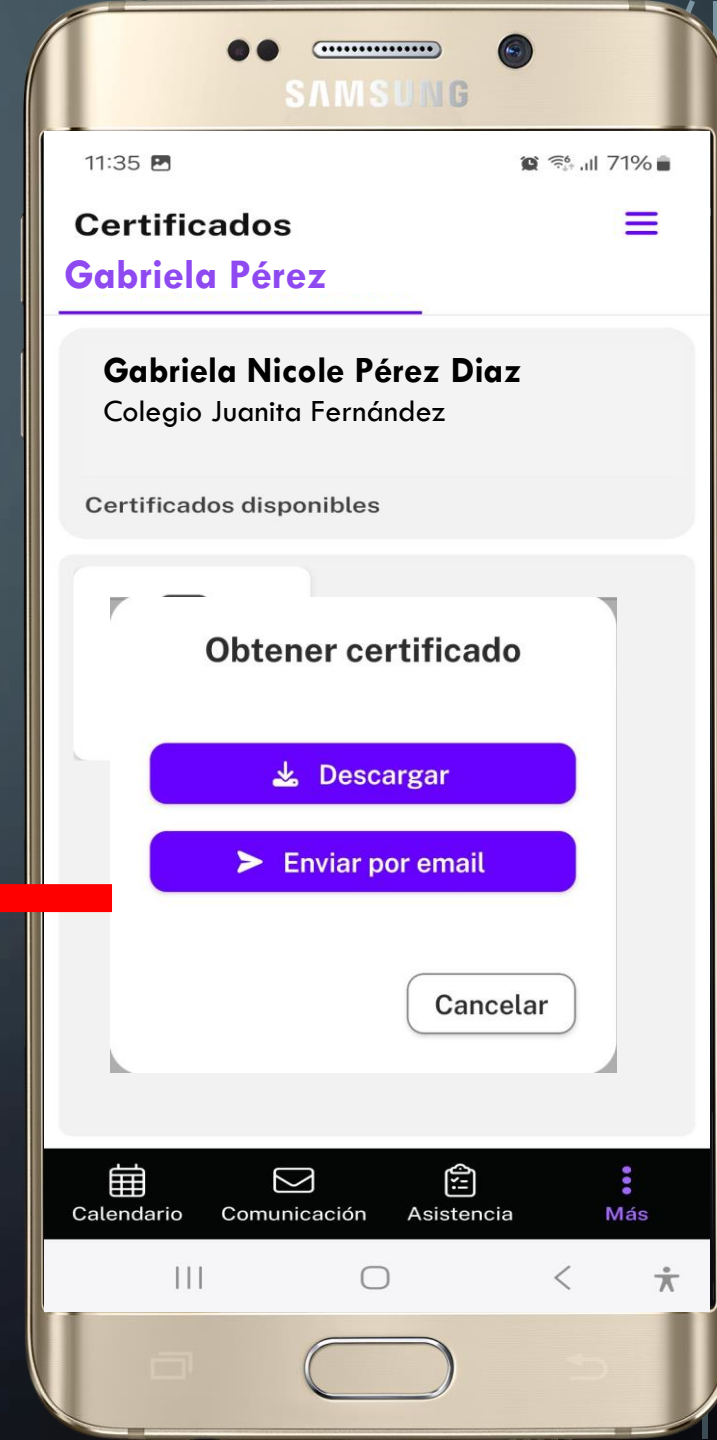 SAMSUNG
11:35 71%
Certificados
Gabriela Pérez
Gabriela Nicole Pérez Diaz
Colegio Juanita Fernández
Certificados disponibles
Obtener certificado
Descargar
Enviar por email
Cancelar
Calendario Comunicación Asistencia Más